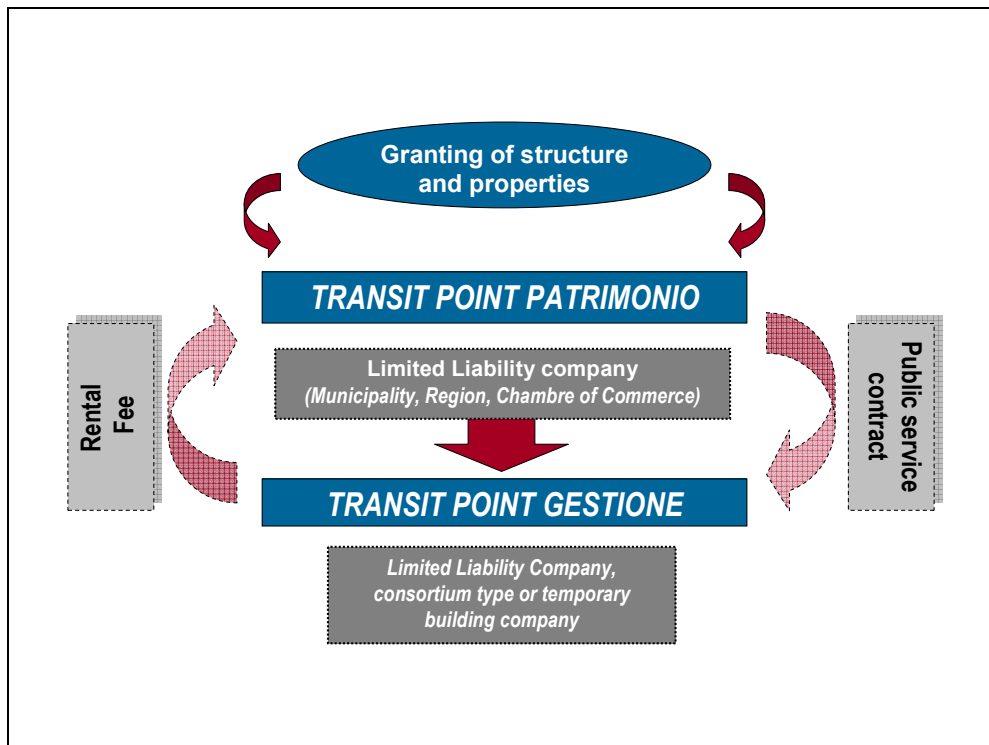 Granting of structure
and properties
TRANSIT POINT PATRIMONIO
Rental
Fee
Limited Liability company
(Municipality, Region, Chambre of Commerce)
Public service
contract
TRANSIT POINT GESTIONE
Limited Liability Company,
consortium type or temporary
building company